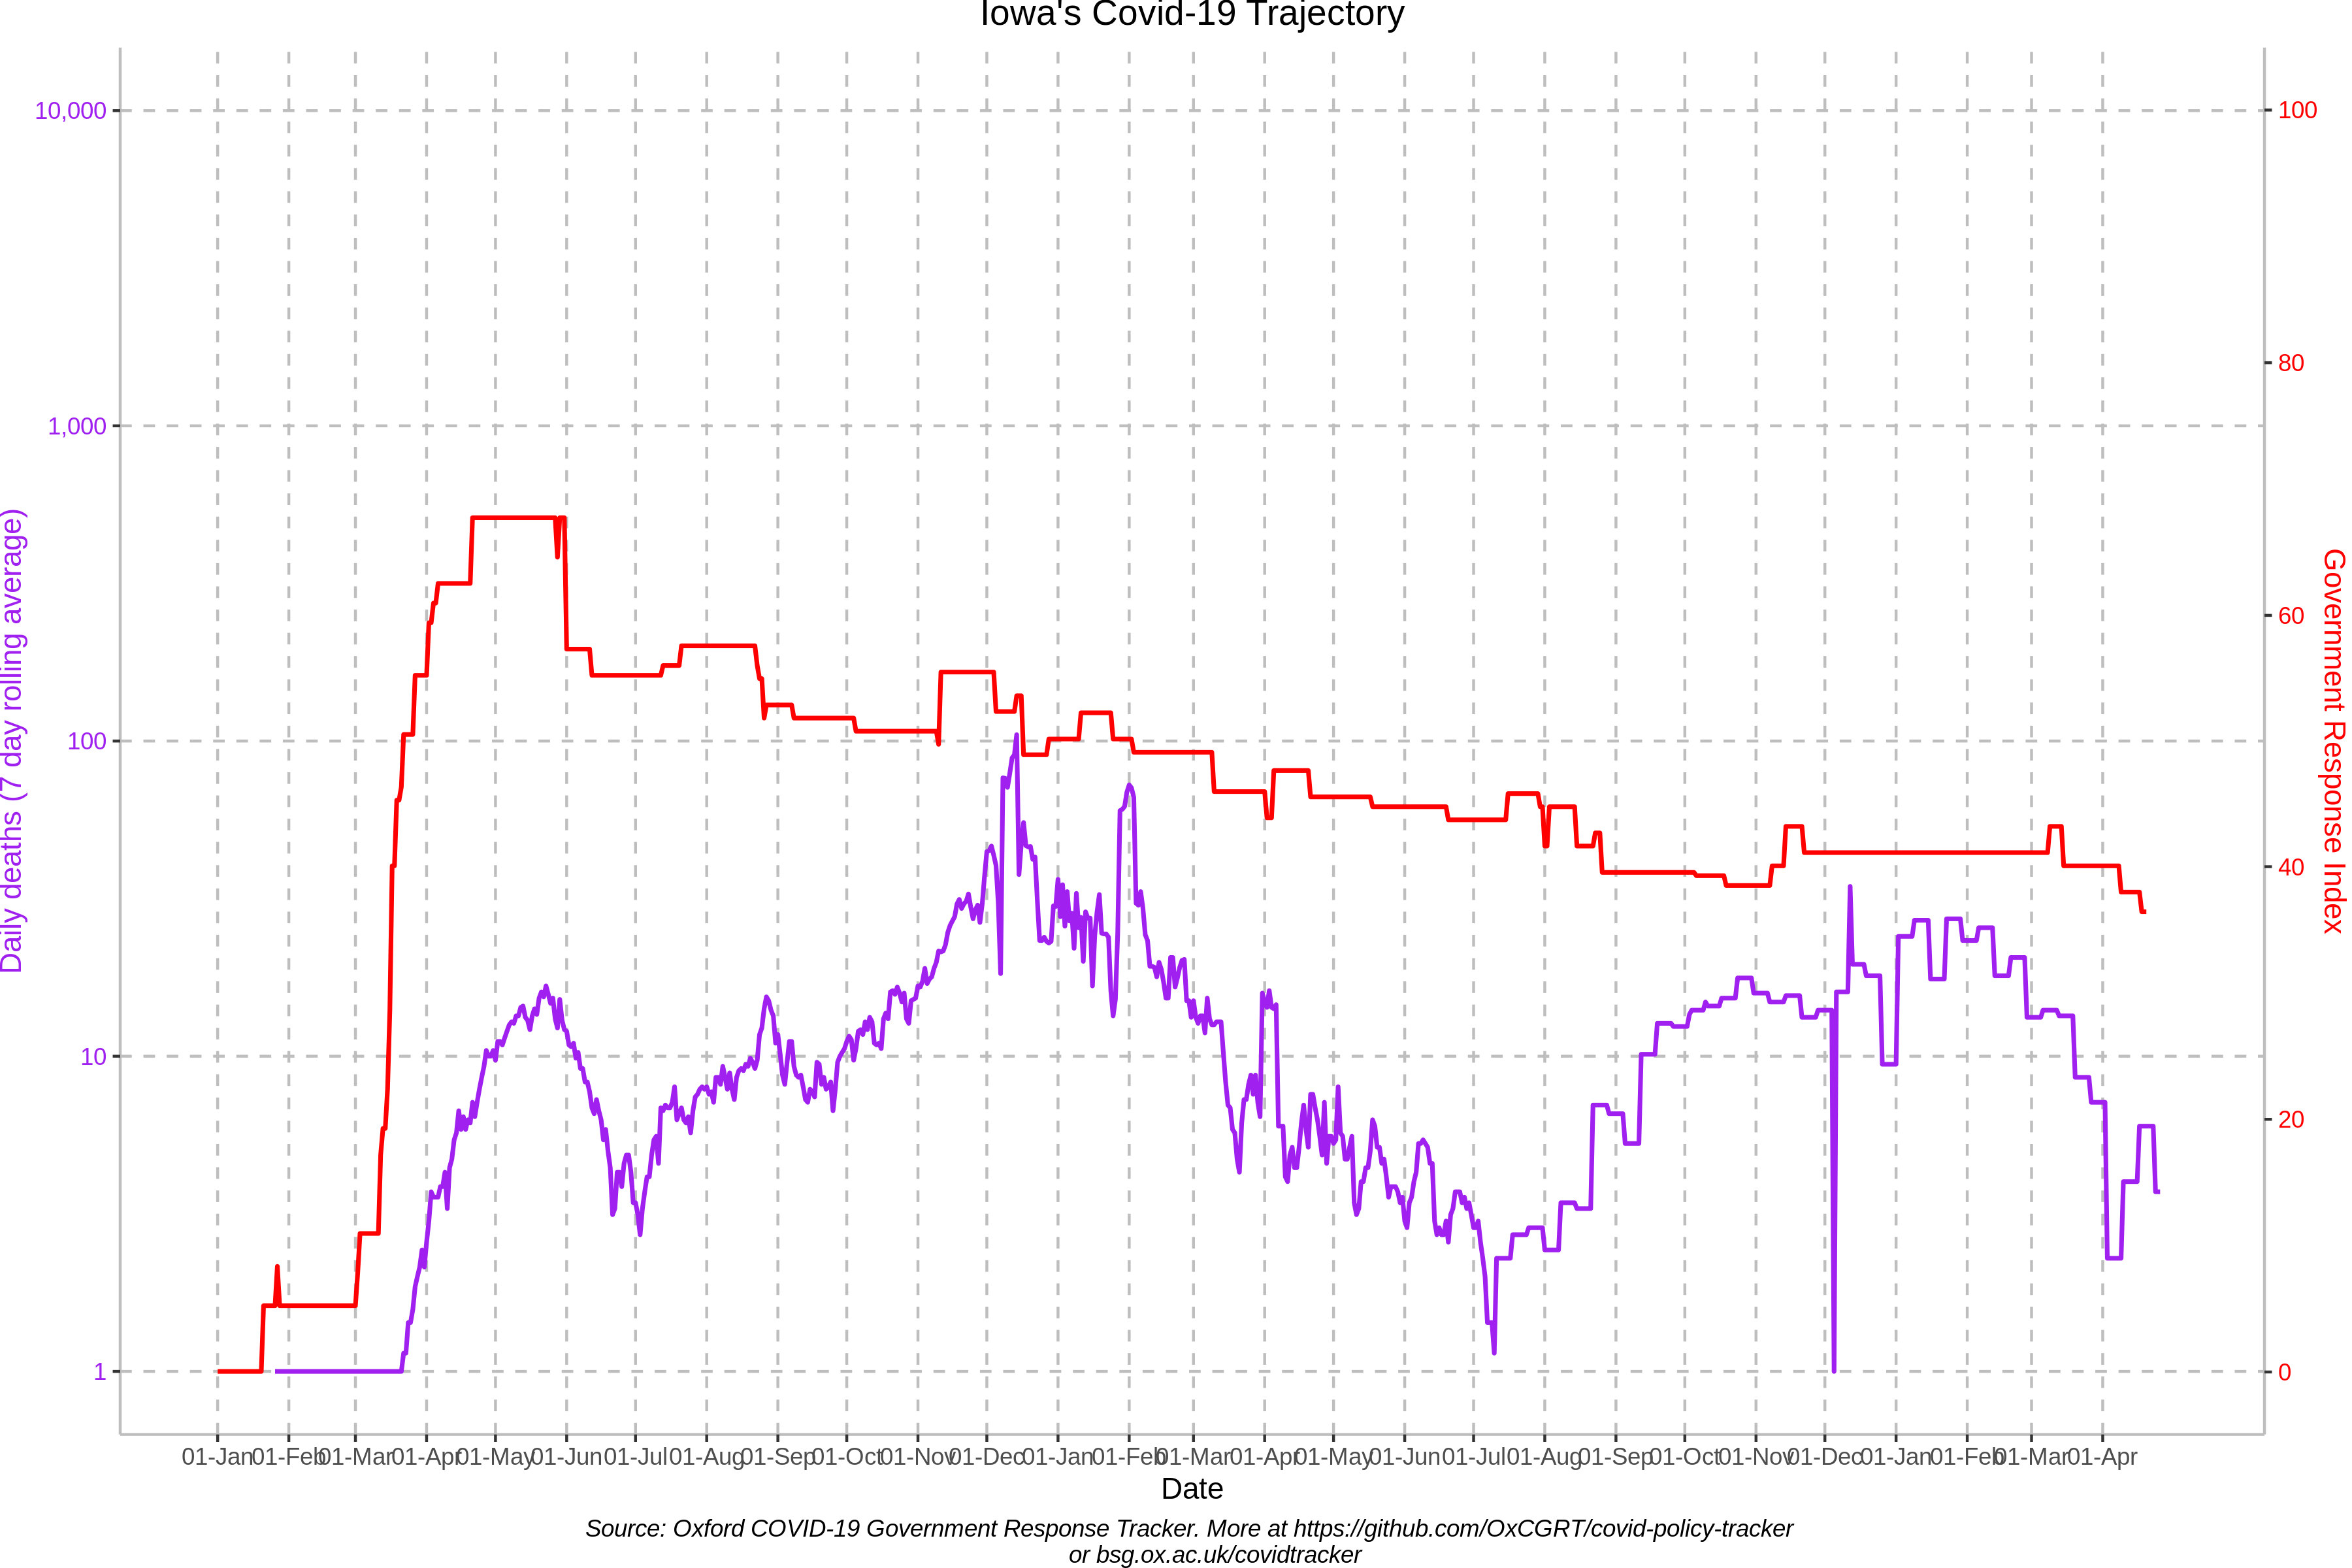 Iowa's Covid-19 Trajectory
10,000
1,000
100
10
1
Daily deaths (7 day rolling average)
100
80
60
40
20
0
Government Response Index
01-Jan 01-Feb 01-Mar 01-Apr 01-May 01-Jun 01-Jul 01-Aug 01-Sep 01-Oct 01-Nov 01-Dec 01-Jan 01-Feb 01-Mar 01-Apr 01-May 01-Jun 01-Jul 01-Aug 01-Sep 01-Oct 01-Nov 01-Dec 01-Jan 01-Feb 01-Mar 01-Apr
Date
Source: Oxford COVID-19 Government Response Tracker. More at https://github.com/OxCGRT/covid-policy-tracker
or bsg.ox.ac.uk/covidtracker